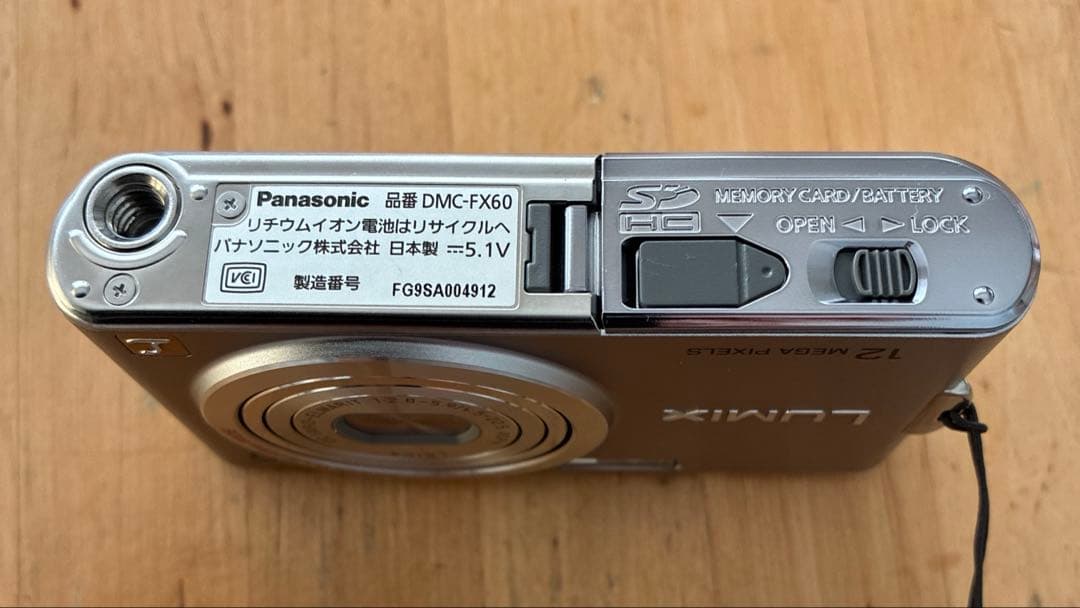 Panasonic 品番 DMC-FX60
リチウムイオン電池はリサイクルへ
パナソニック株式会社 日本製 ⎓5.1V
VCCI 製造番号 FG9SA004912
SD MEMORY CARD/BATTERY
HC
OPEN ◁ ▷ LOCK
12 MEGA PIXELS
LUMIX